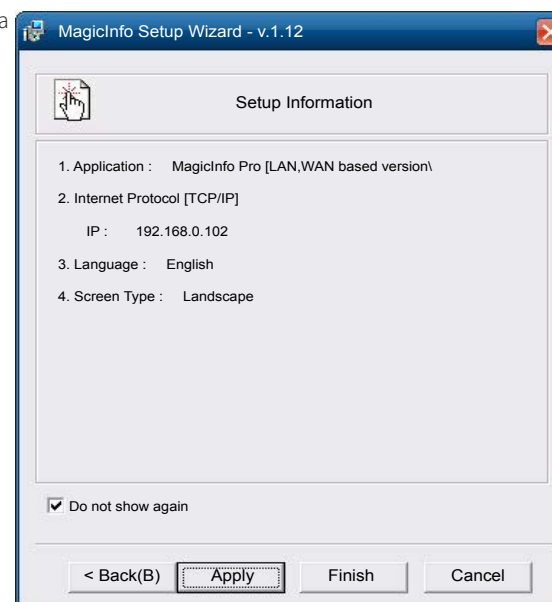 a
MagicInfo Setup Wizard - v.1.12
Setup Information
1. Application : MagicInfo Pro [LAN,WAN based version\
2. Internet Protocol [TCP/IP]
IP : 192.168.0.102
3. Language : English
4. Screen Type : Landscape
Do not show again
< Back(B) Apply Finish Cancel